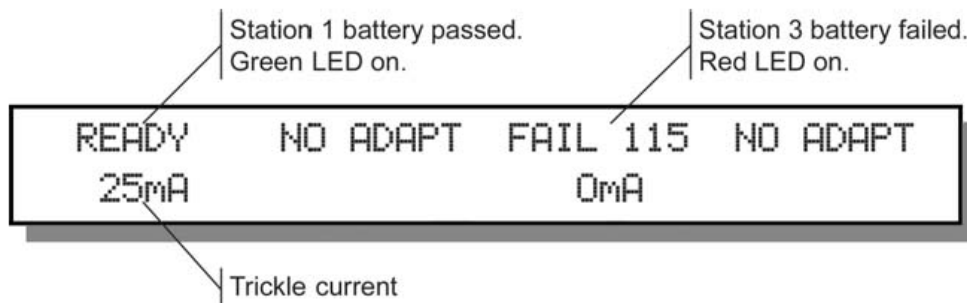 Station 1 battery passed.
Green LED on.
Station 3 battery failed.
Red LED on.
READY NO ADAPT FAIL 115 NO ADAPT
25mA 0mA
Trickle current